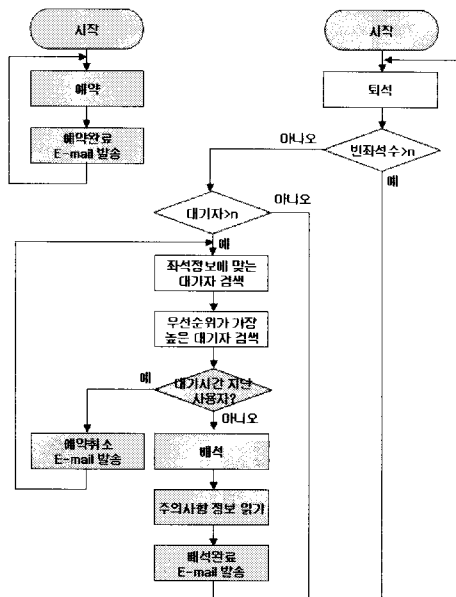 시작
예약
예약완료
E-mail 발송
시작
퇴석
빈좌석수>n
아니오
예
대기자>n
아니오
예
좌석정보에 맞는
대기자 검색
우선순위가 가장
높은 대기자 검색
대기시간 지난
사용자?
예
아니오
예약취소
E-mail 발송
배석
주의사항 정보 읽기
배석완료
E-mail 발송